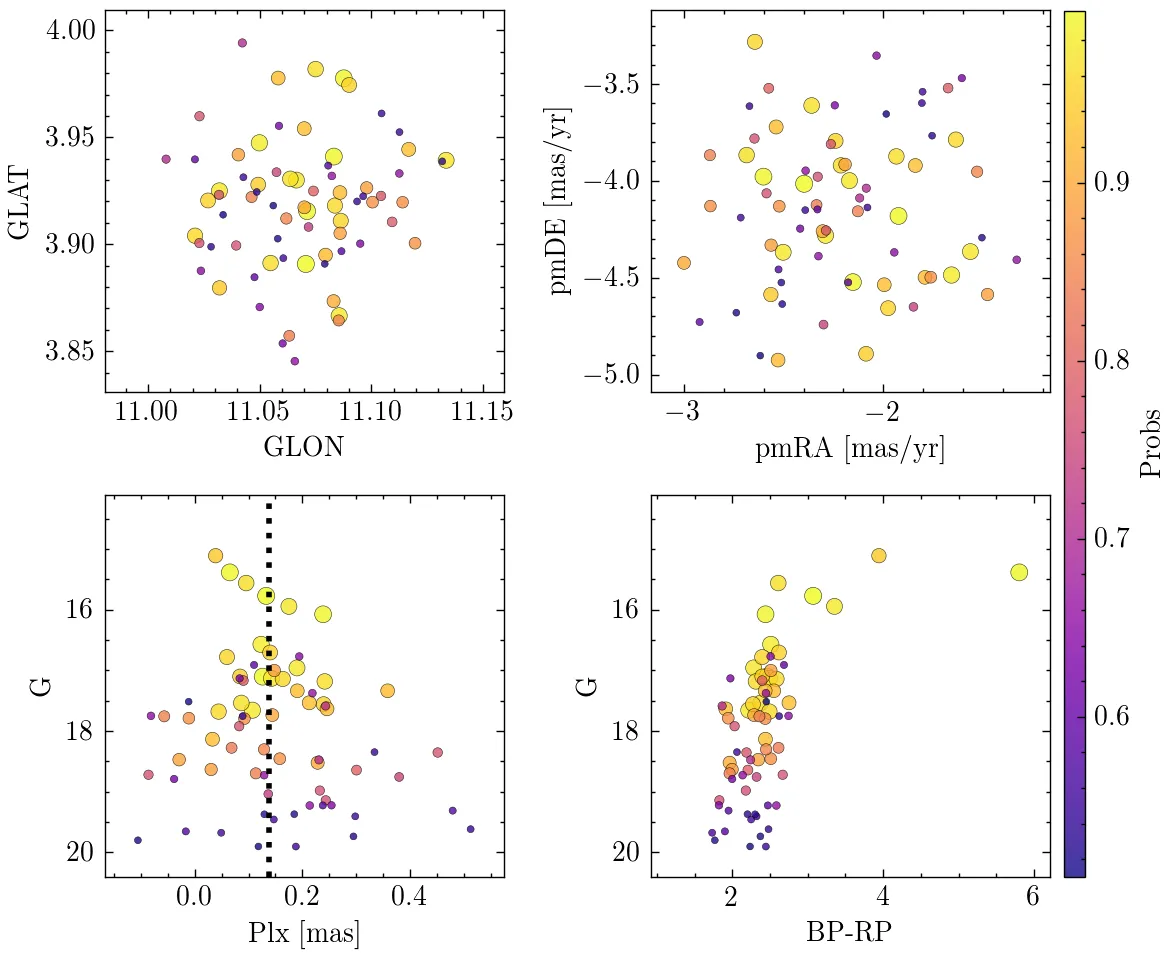 4.00
3.95
3.90
3.85
GLAT
11.00 11.05 11.10 11.15
GLON
−3.5
−4.0
−4.5
−5.0
pmDE [mas/yr]
−3 −2
pmRA [mas/yr]
16
18
20
G
0.0 0.2 0.4
Plx [mas]
16
18
20
G
2 4 6
BP-RP
0.9
0.8
0.7
0.6
Probs